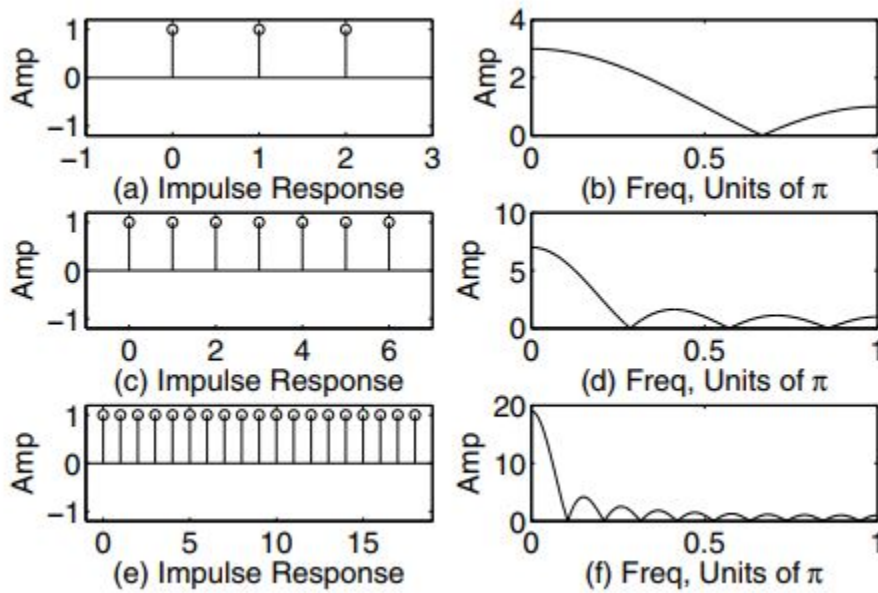 Amp
1
0
−1
−1 0 1 2 3
(a) Impulse Response
Amp
4
2
0
0 0.5 1
(b) Freq, Units of π
Amp
1
0
−1
0 2 4 6
(c) Impulse Response
Amp
10
5
0
0 0.5 1
(d) Freq, Units of π
Amp
1
0
−1
0 5 10 15
(e) Impulse Response
Amp
20
10
0
0 0.5 1
(f) Freq, Units of π